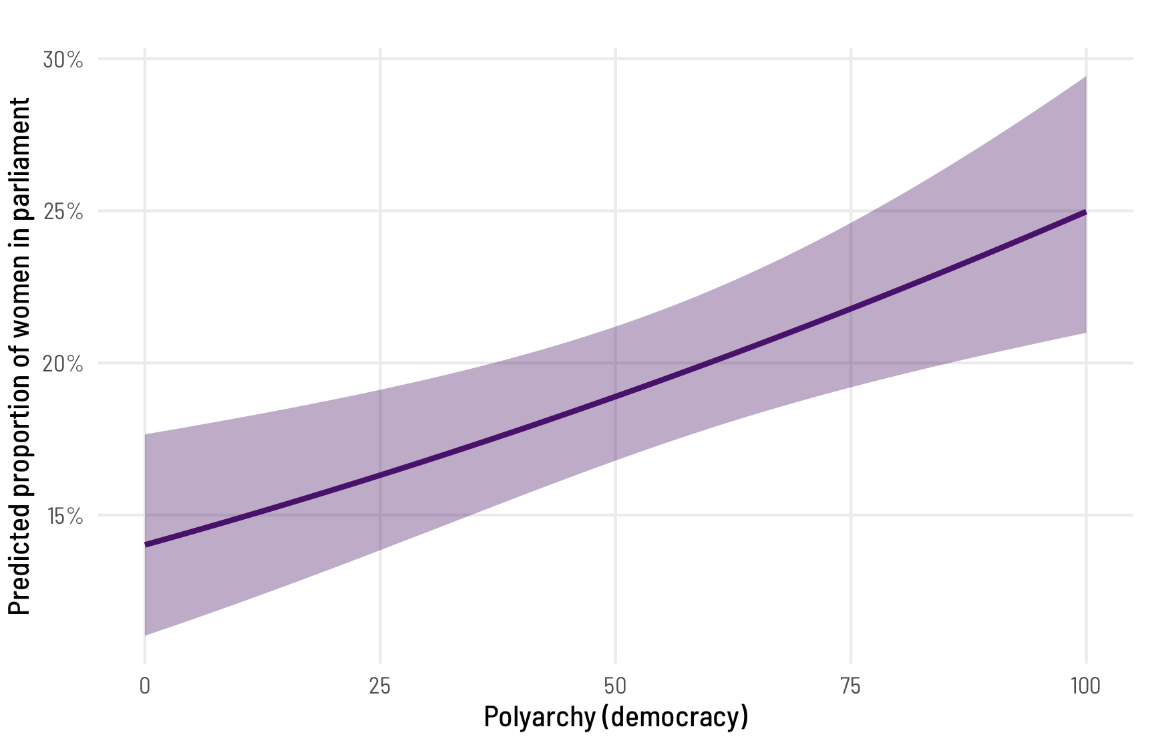 Predicted proportion of women in parliament
30%
25%
20%
15%
0 25 50 75 100
Polyarchy (democracy)